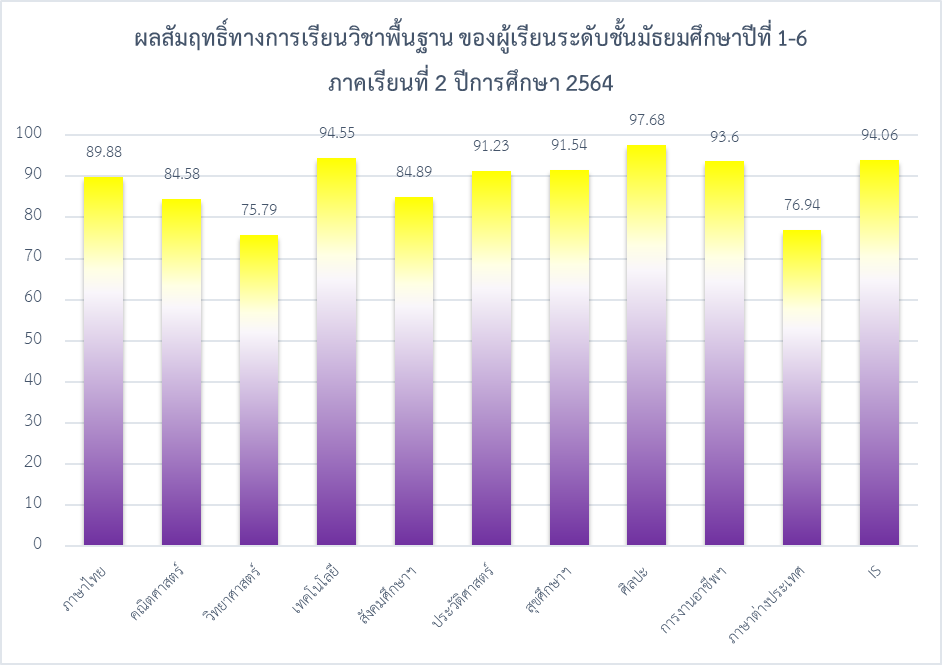 ผลสัมฤทธิ์ทางการเรียนวิชาพื้นฐาน ของผู้เรียนระดับชั้นมัธยมศึกษาปีที่ 1-6
ภาคเรียนที่ 2 ปีการศึกษา 2564
100
90
80
70
60
50
40
30
20
10
0
89.88
84.58
75.79
94.55
84.89
91.23
91.54
97.68
93.6
76.94
94.06
ภาษาไทย
คณิตศาสตร์
วิทยาศาสตร์
เทคโนโลยี
สังคมศึกษาฯ
ประวัติศาสตร์
สุขศึกษาฯ
ศิลปะ
การงานอาชีพฯ
ภาษาต่างประเทศ
IS